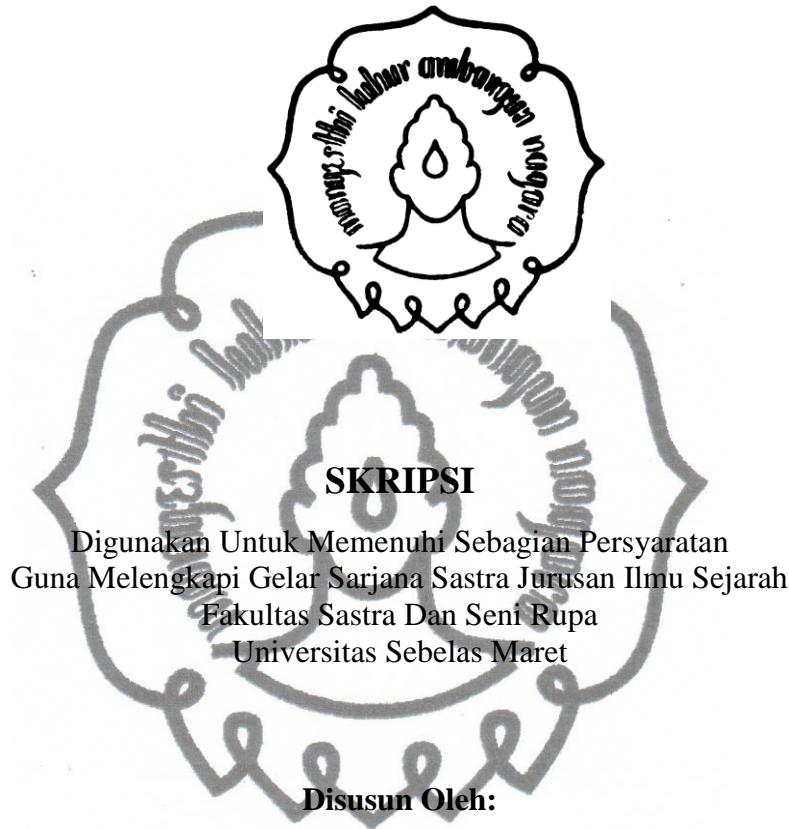 mangesthi luhur ambangun nagara
SKRIPSI
Digunakan Untuk Memenuhi Sebagian Persyaratan
Guna Melengkapi Gelar Sarjana Sastra Jurusan Ilmu Sejarah
Fakultas Sastra Dan Seni Rupa
Universitas Sebelas Maret
Disusun Oleh: